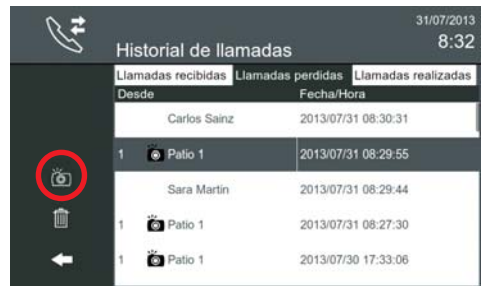 31/07/2013
Historial de llamadas 8:32
Llamadas recibidas Llamadas perdidas Llamadas realizadas
Desde Fecha/Hora
Carlos Sainz 2013/07/31 08:30:31
1 Patio 1 2013/07/31 08:29:55
Sara Martin 2013/07/31 08:29:44
1 Patio 1 2013/07/31 08:27:30
1 Patio 1 2013/07/30 17:33:06